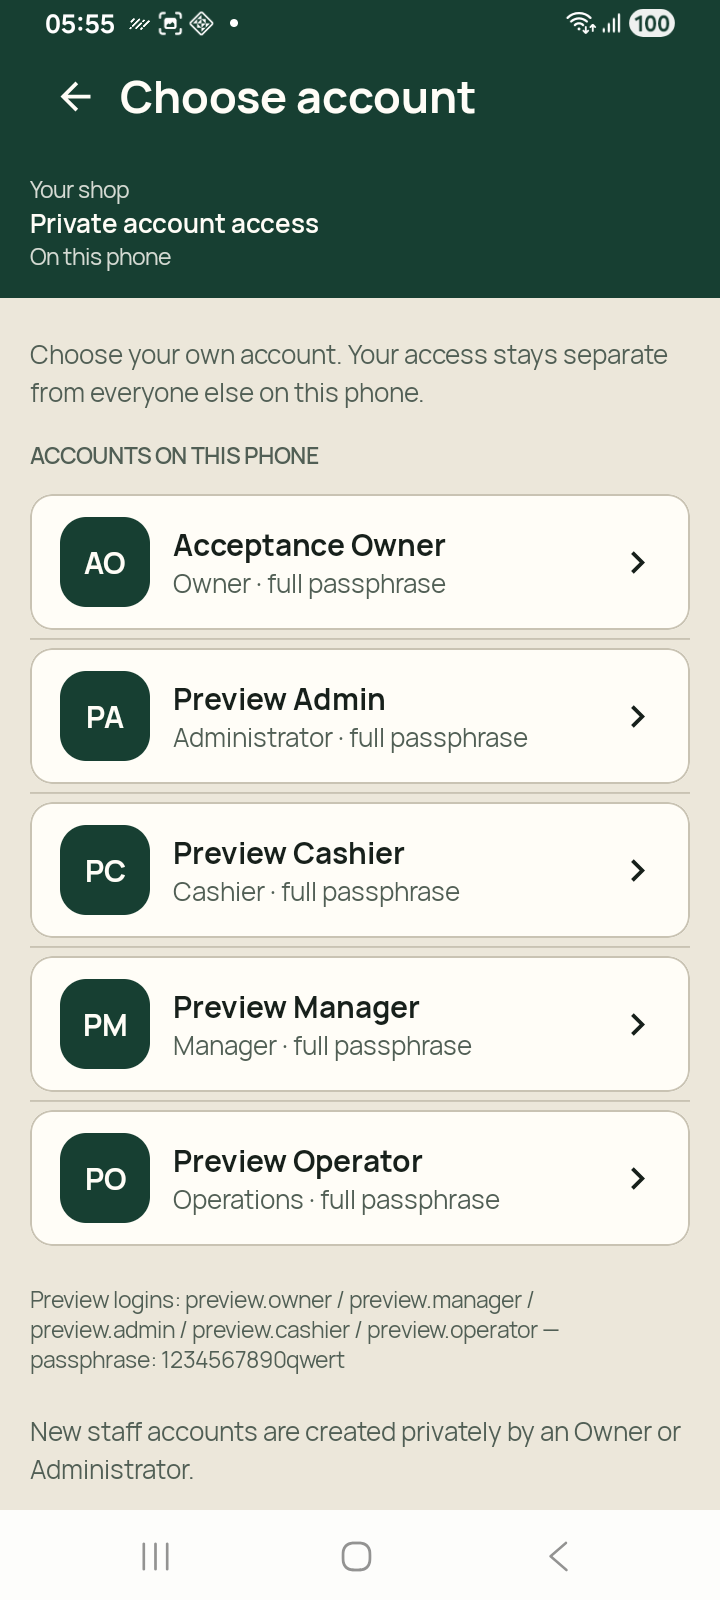 05:55
100
Choose account
Your shop
Private account access
On this phone
Choose your own account. Your access stays separate
from everyone else on this phone.
ACCOUNTS ON THIS PHONE
AO
Acceptance Owner
Owner · full passphrase
PA
Preview Admin
Administrator · full passphrase
PC
Preview Cashier
Cashier · full passphrase
PM
Preview Manager
Manager · full passphrase
PO
Preview Operator
Operations · full passphrase
Preview logins: preview.owner / preview.manager /
preview.admin / preview.cashier / preview.operator —
passphrase: 1234567890qwert
New staff accounts are created privately by an Owner or
Administrator.